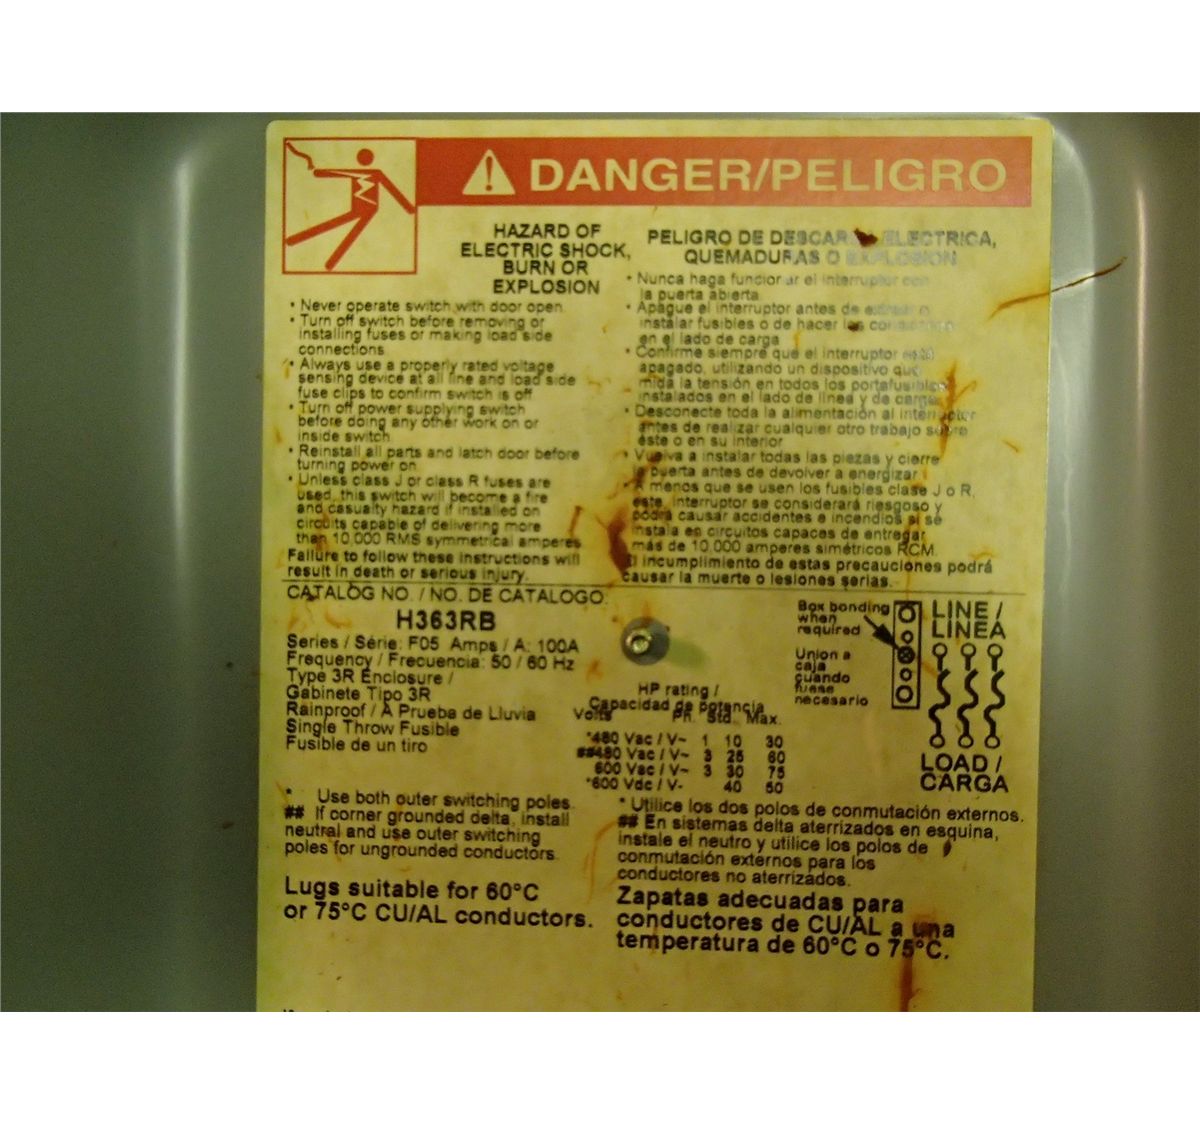 DANGER/PELIGRO
HAZARD OF
ELECTRIC SHOCK,
BURN OR
EXPLOSION
• Never operate switch with door open
• Turn off switch before removing or
installing fuses or making load side
connections
• Always use a properly rated voltage
sensing device at all line and load side
fuse clips to confirm switch is off
• Turn off power supplying switch
before doing any other work on or
inside switch
• Reinstall all parts and latch door before
turning power on
• Unless class J or class R fuses are
used, this switch will become a fire
and casualty hazard if installed on
circuits capable of delivering more
than 10,000 RMS symmetrical amperes
Failure to follow these instructions will
result in death or serious injury.
PELIGRO DE DESCARGA ELECTRICA,
QUEMADURAS O EXPLOSION
• Nunca haga funcionar el interruptor con
la puerta abierta
• Apague el interruptor antes de extraer o
instalar fusibles o de hacer las conexiones
en el lado de carga
• Confirme siempre que el interruptor está
apagado, utilizando un dispositivo que
mida la tensión en todos los portafusibles
instalados en el lado de línea y de carga
• Desconecte toda la alimentación al interruptor
antes de realizar cualquier otro trabajo sobre
éste o en su interior
• Vuelva a instalar todas las piezas y cierre
la puerta antes de devolver a energizar
• A menos que se usen los fusibles clase J o R,
este interruptor se considerará riesgoso y
podrá causar accidentes e incendios si se
instala en circuitos capaces de entregar
más de 10,000 amperes simétricos RCM.
El incumplimiento de estas precauciones podrá
causar la muerte o lesiones serias.
CATALOG NO. / NO. DE CATALOGO:
H363RB
Series / Série: F05 Amps / A: 100A
Frequency / Frecuencia: 50 / 60 Hz
Type 3R Enclosure /
Gabinete Tipo 3R
Rainproof / A Prueba de Lluvia
Single Throw Fusible
Fusible de un tiro
HP rating /
Capacidad de potencia
Volts Ph. Std. Max.
*480 Vac / V~ 1 10 30
##480 Vac / V~ 3 25 60
600 Vac / V~ 3 30 75
*600 Vdc / V- 40 50
Box bonding
when
required
Union a
caja
cuando
fuese
necesario
LINE /
LINEA
LOAD /
CARGA
* Use both outer switching poles.
## If corner grounded delta, install
neutral and use outer switching
poles for ungrounded conductors.
* Utilice los dos polos de conmutación externos.
## En sistemas delta aterrizados en esquina,
instale el neutro y utilice los polos de
conmutación externos para los
conductores no aterrizados.
Lugs suitable for 60°C
or 75°C CU/AL conductors.
Zapatas adecuadas para
conductores de CU/AL a una
temperatura de 60°C o 75°C.